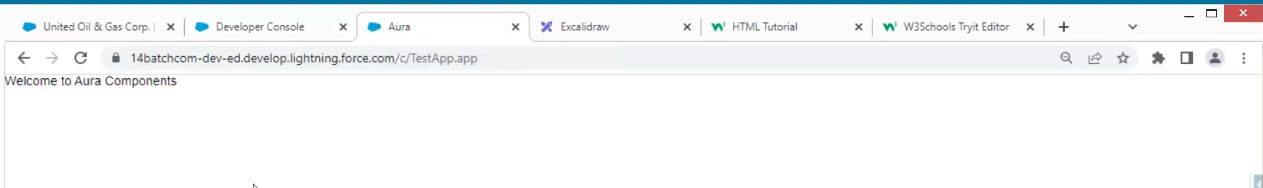 United Oil & Gas Corp. | Developer Console Aura Excalidraw HTML Tutorial W3Schools Tryit Editor
14batchcom-dev-ed.develop.lightning.force.com/c/TestApp.app
Welcome to Aura Components